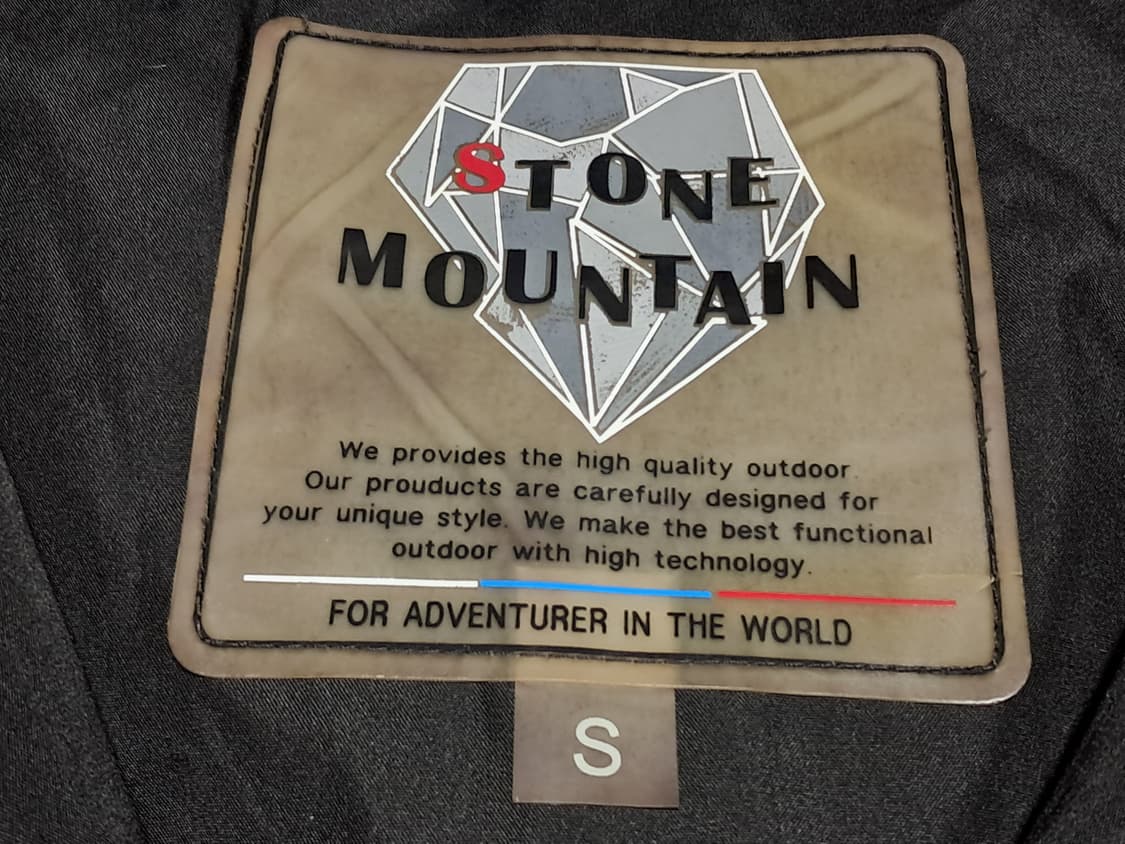 STONE
MOUNTAIN
We provides the high quality outdoor.
Our prouducts are carefully designed for
your unique style. We make the best functional
outdoor with high technology.
FOR ADVENTURER IN THE WORLD
S